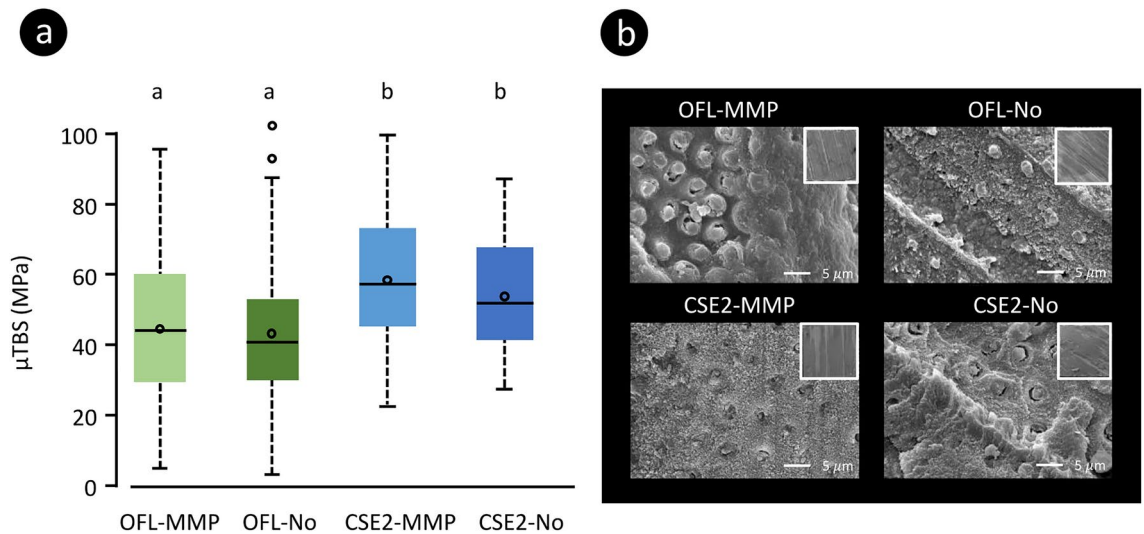 a
b
a a b b
100
80
60
40
20
0
μTBS (MPa)
OFL-MMP OFL-No CSE2-MMP CSE2-No
OFL-MMP OFL-No
5 μm 5 μm
CSE2-MMP CSE2-No
5 μm 5 μm